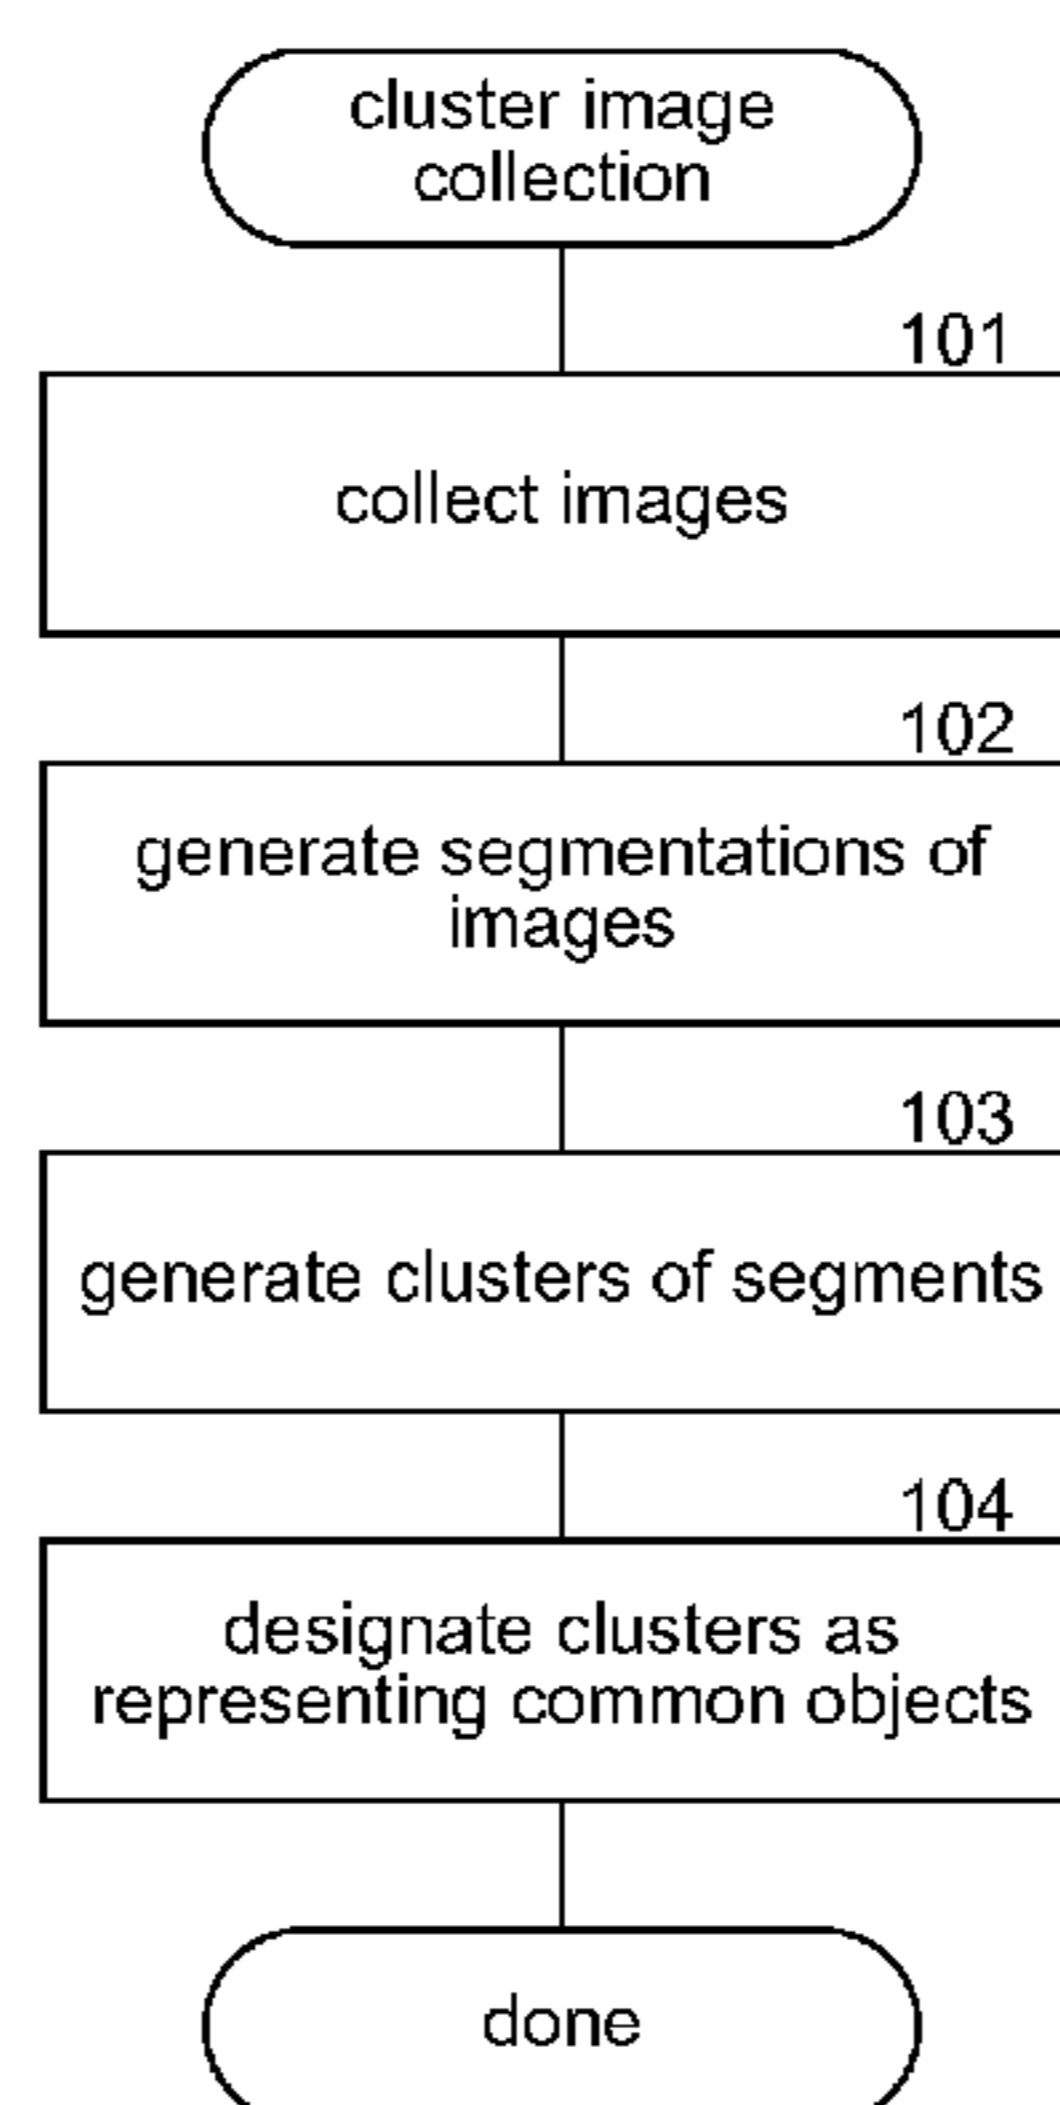 cluster image
collection
101
collect images
102
generate segmentations of
images
103
generate clusters of segments
104
designate clusters as
representing common objects
done